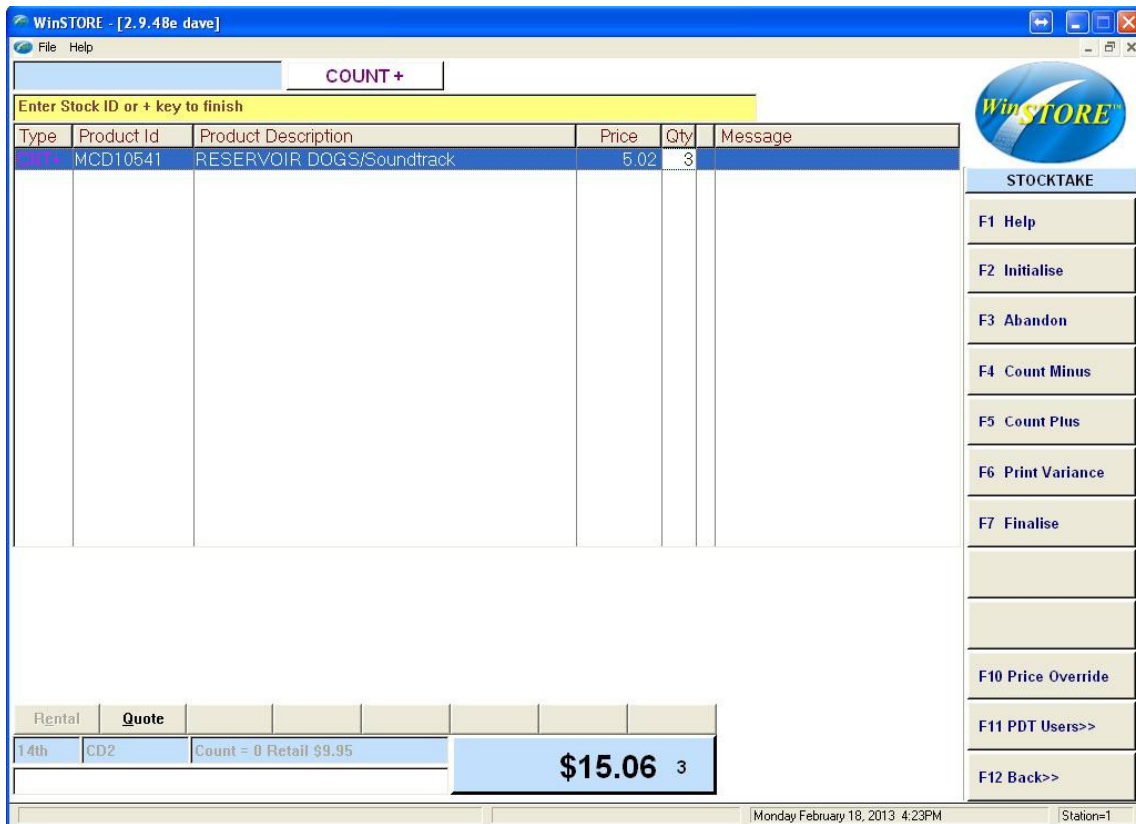 WinSTORE - [2.9.48e dave]
File Help
COUNT +
Enter Stock ID or + key to finish
WinSTORE™
Type Product Id Product Description Price Qty Message
CNT+ MCD10541 RESERVOIR DOGS/Soundtrack 5.02 3
STOCKTAKE
F1 Help
F2 Initialise
F3 Abandon
F4 Count Minus
F5 Count Plus
F6 Print Variance
F7 Finalise
F10 Price Override
F11 PDT Users>>
F12 Back>>
Rental Quote
14th CD2 Count = 0 Retail $9.95
$15.06 3
Monday February 18, 2013 4:23PM Station=1